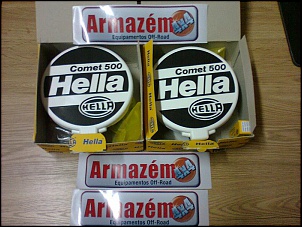 Armazém 4x4
Equipamentos Off-Road
Comet 500
Hella
HELLA
Hella
Comet 500
Hella
HELLA
Armazém 4x4
Equipamentos Off-Road
Armazém 4x4
Equipamentos Off-Road